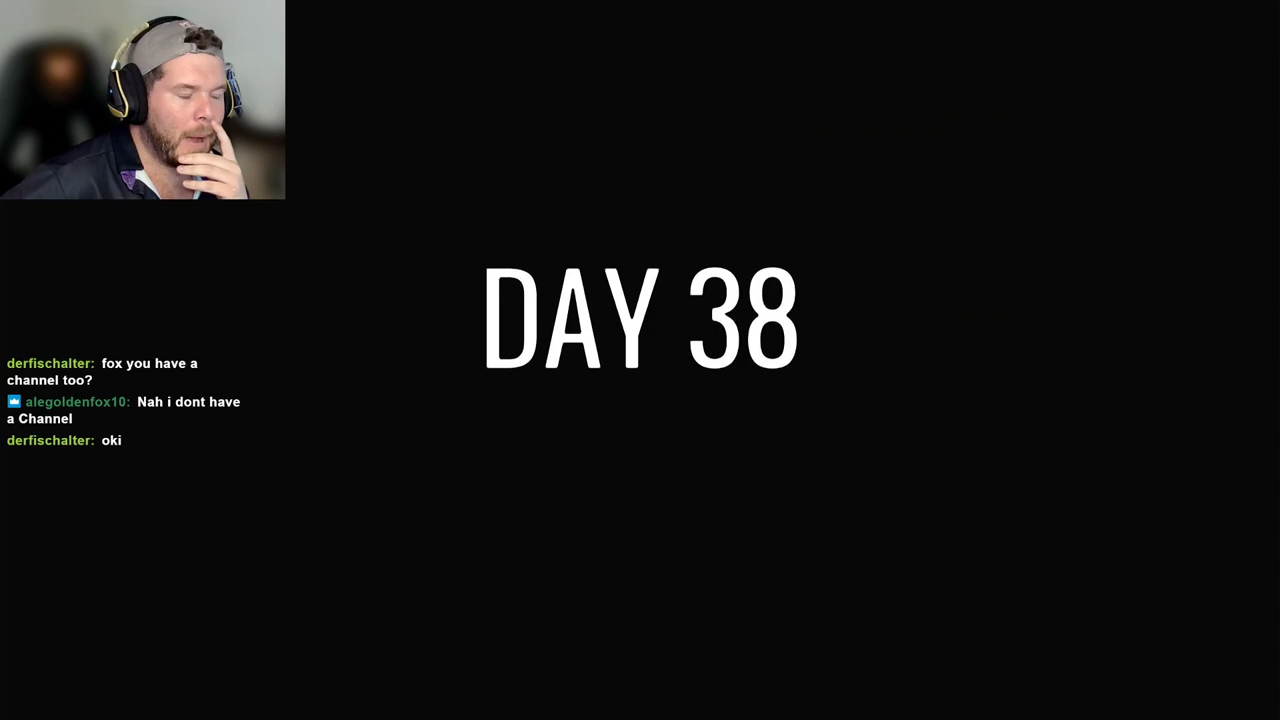 DAY 38
derfischalter: fox you have a
channel too?
alegoldenfox10: Nah i dont have
a Channel
derfischalter: oki